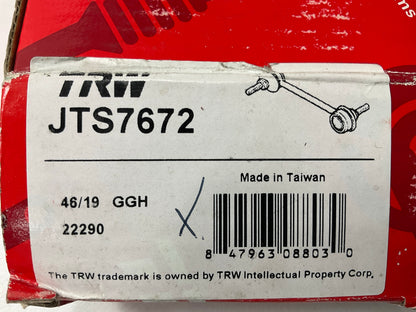 TRW
JTS7672
Made in Taiwan
46/19 GGH
22290
X
8 47963 08803 0
The TRW trademark is owned by TRW Intellectual Property Corp.